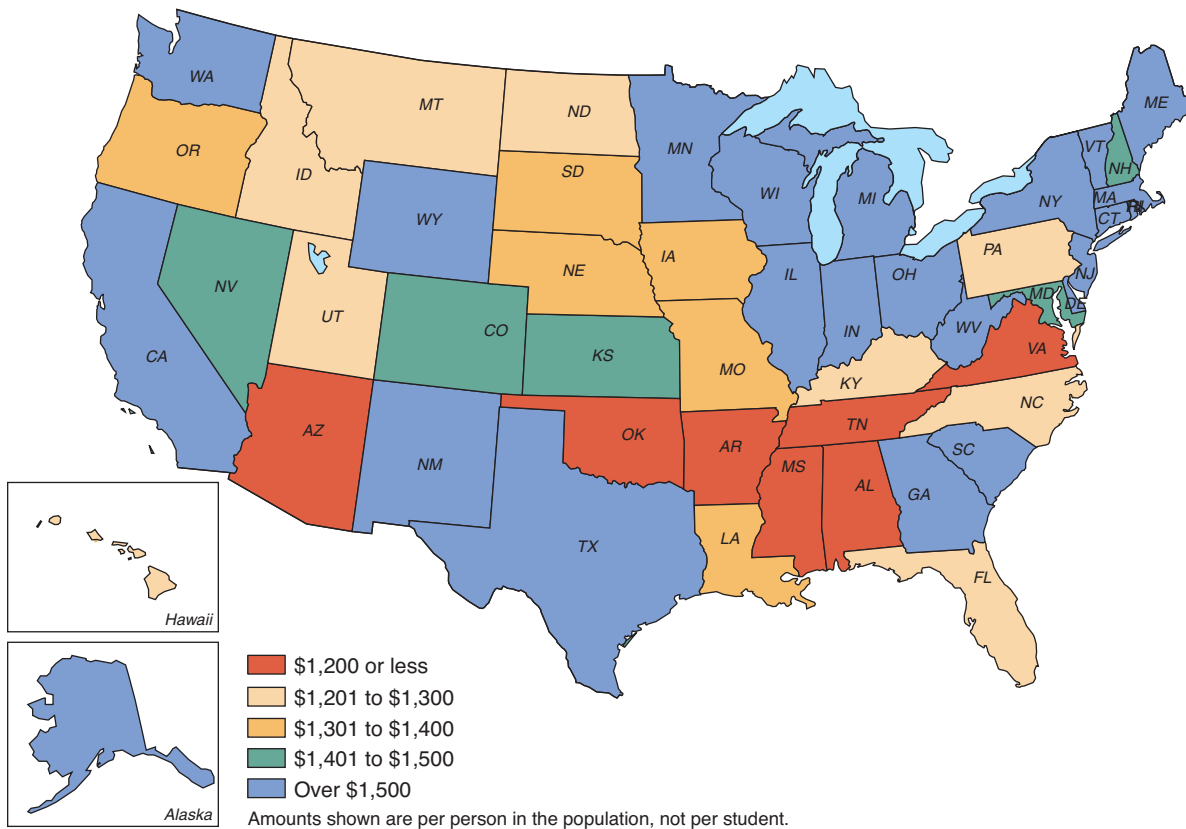 WA
MT
ND
ME
OR
ID
SD
MN
WI
MI
VT
NH
NY
MA
CT
WY
NE
IA
PA
NJ
NV
UT
CO
KS
IL
IN
OH
MD
DE
WV
VA
CA
MO
KY
NC
AZ
NM
OK
AR
TN
SC
MS
AL
GA
TX
LA
FL
Hawaii
Alaska
$1,200 or less
$1,201 to $1,300
$1,301 to $1,400
$1,401 to $1,500
Over $1,500
Amounts shown are per person in the population, not per student.